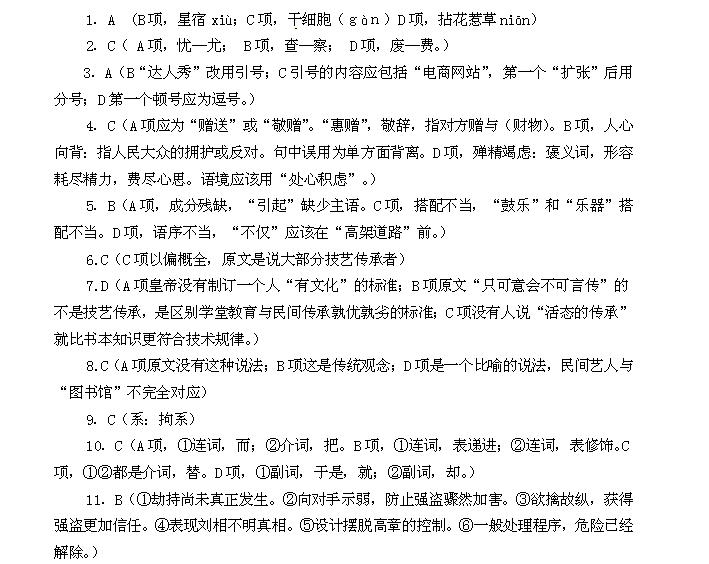 1. A （B项，星宿 xiù；C项，干细胞（gàn）D项，拈花惹草niān）
2. C（ A项，忧—尤； B项，查—察； D项，废—费。）
3. A（B“达人秀”改用引号；C引号的内容应包括“电商网站”，第一个“扩张”后用
分号；D第一个顿号应为逗号。）
4. C（A项应为“赠送”或“敬赠”。“惠赠”，敬辞，指对方赠与（财物）。B项，人心
向背：指人民大众的拥护或反对。句中误用为单方面背离。D项，殚精竭虑：褒义词，形容
耗尽精力，费尽心思。语境应该用“处心积虑”。）
5. B（A项，成分残缺，“引起”缺少主语。C项，搭配不当，“鼓乐”和“乐器”搭
配不当。D项，语序不当，“不仅”应该在“高架道路”前。）
6.C（C项以偏概全，原文是说大部分技艺传承者）
7.D（A项皇帝没有制订一个人“有文化”的标准；B项原文“只可意会不可言传”的
不是技艺传承，是区别学堂教育与民间传承孰优孰劣的标准；C项没有人说“活态的传承”
就比书本知识更符合技术规律。）
8.C（A项原文没有这种说法；B项这是传统观念；D项是一个比喻的说法，民间艺人与
“图书馆”不完全对应）
9. C（系：拘系）
10. C（A项，①连词，而；②介词，把。B项，①连词，表递进；②连词，表修饰。C
项，①②都是介词，替。D项，①副词，于是，就；②副词，却。）
11. B（①劫持尚未真正发生。②向对手示弱，防止强盗骤然加害。③欲擒故纵，获得
强盗更加信任。④表现刘相不明真相。⑤设计摆脱高章的控制。⑥一般处理程序，危险已经
解除。）